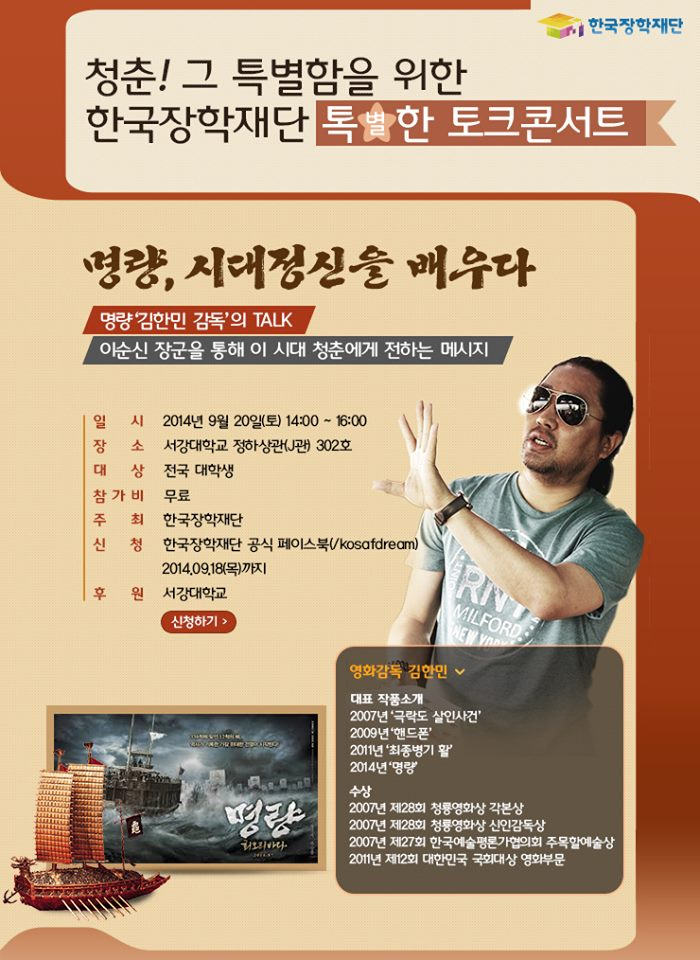 한국장학재단
청춘! 그 특별함을 위한
한국장학재단 톡별한 토크콘서트
명량, 시대정신을 배우다
명량 '김한민 감독'의 TALK
이순신 장군을 통해 이 시대 청춘에게 전하는 메시지
일 시 2014년 9월 20일(토) 14:00 ~ 16:00
장 소 서강대학교 정하상관(J관) 302호
대 상 전국 대학생
참 가 비 무료
주 최 한국장학재단
신 청 한국장학재단 공식 페이스북(/kosafdream)
2014.09.18(목)까지
후 원 서강대학교
신청하기 >
RNT
MILFORD
NEW YORK
영화감독 김한민
대표 작품소개
2007년 '극락도 살인사건'
2009년 '핸드폰'
2011년 '최종병기 활'
2014년 '명량'
수상
2007년 제28회 청룡영화상 각본상
2007년 제28회 청룡영화상 신인감독상
2007년 제27회 한국예술평론가협의회 주목할예술상
2011년 제12회 대한민국 국회대상 영화부문
명량
회오리바다